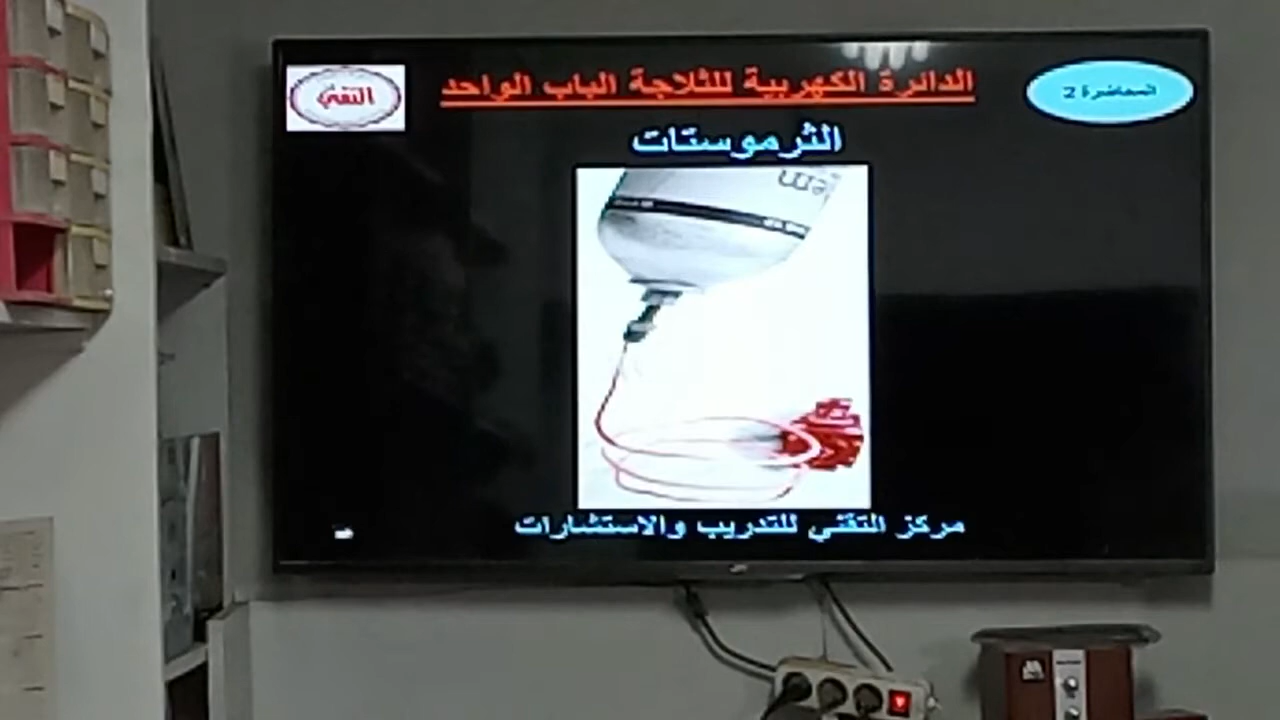 المحاضرة 2
الدائرة الكهربية للثلاجة الباب الواحد
التقني
الثرموستات
مركز التقني للتدريب والاستشارات